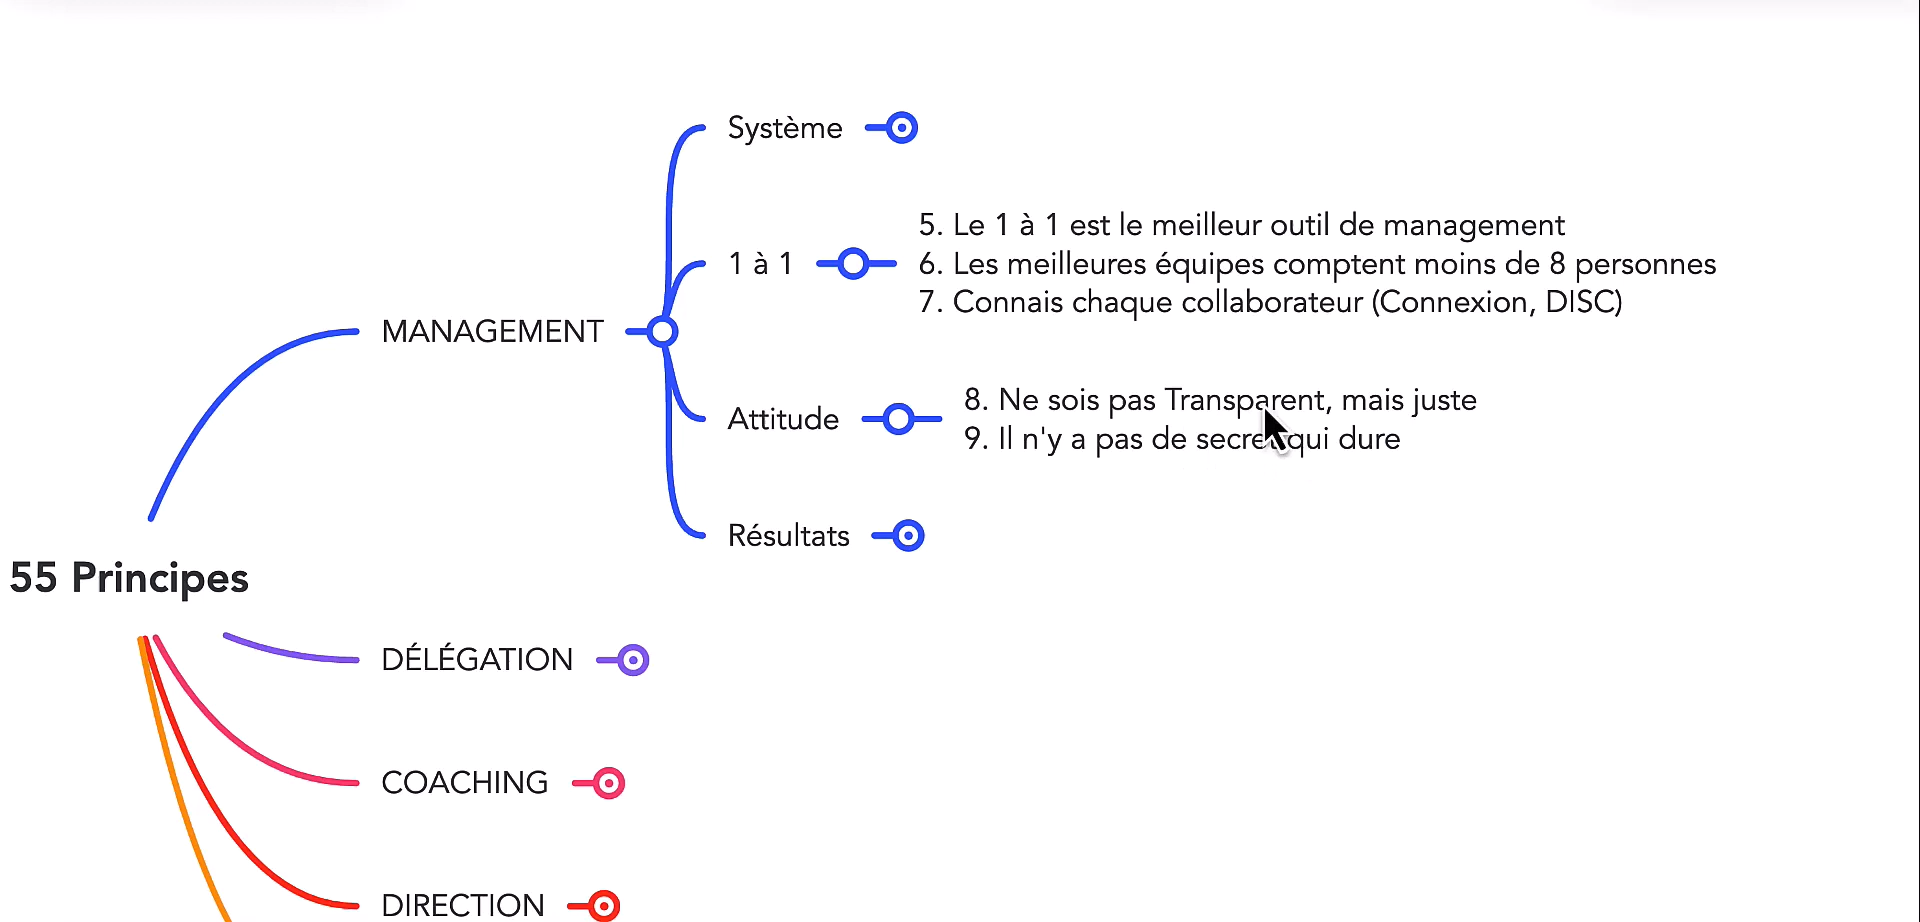 Système
5. Le 1 à 1 est le meilleur outil de management
1 à 1
6. Les meilleures équipes comptent moins de 8 personnes
7. Connais chaque collaborateur (Connexion, DISC)
MANAGEMENT
8. Ne sois pas Transparent, mais juste
Attitude
9. Il n'y a pas de secret qui dure
Résultats
55 Principes
DÉLÉGATION
COACHING
DIRECTION